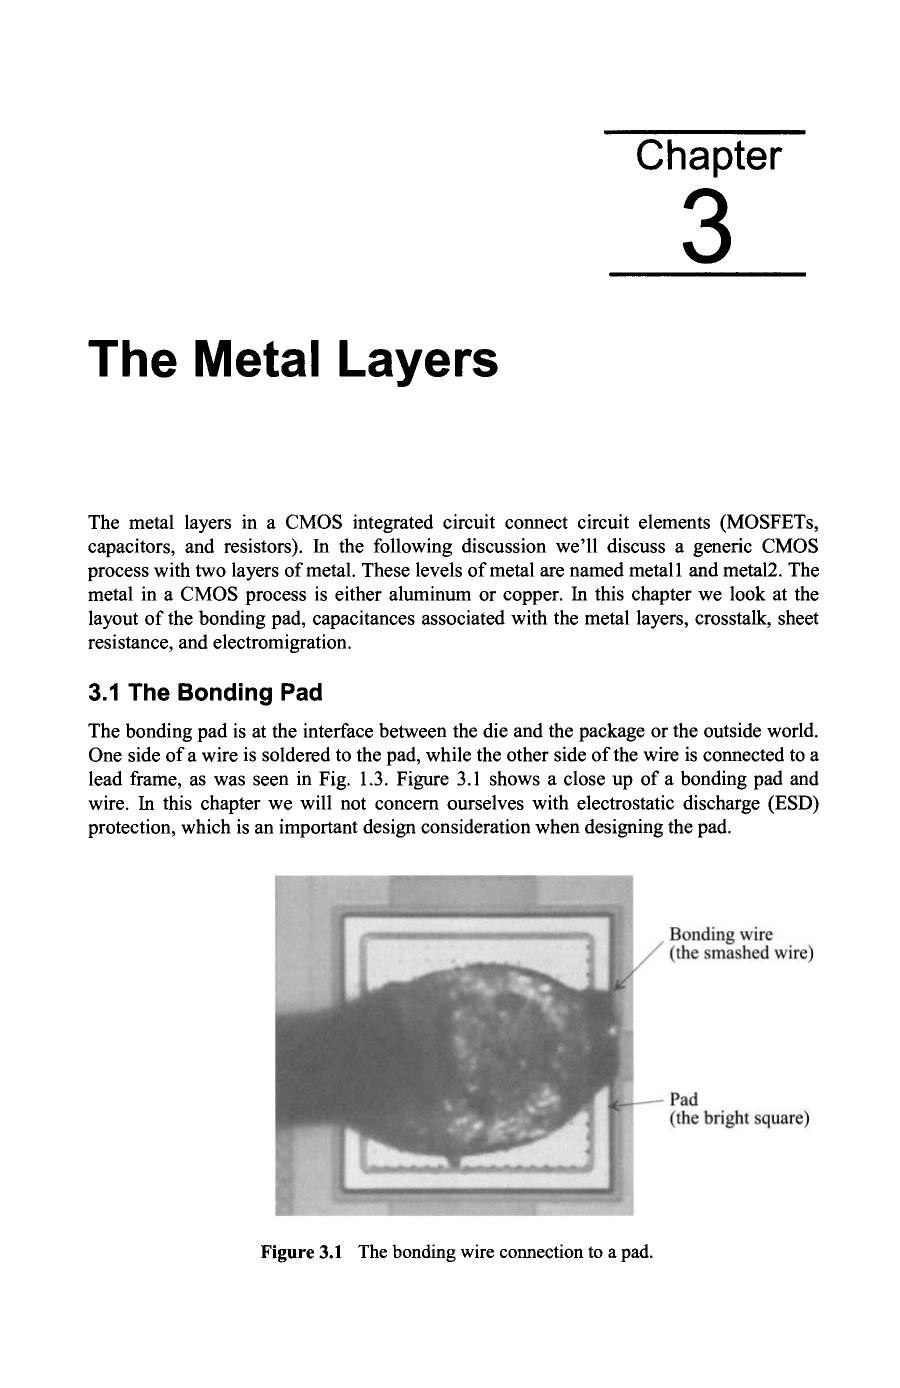 Chapter
3
The Metal Layers
The metal layers in a CMOS integrated circuit connect circuit elements (MOSFETs,
capacitors, and resistors). In the following discussion we'll discuss a generic CMOS
process with two layers of metal. These levels of metal are named metal1 and metal2. The
metal in a CMOS process is either aluminum or copper. In this chapter we look at the
layout of the bonding pad, capacitances associated with the metal layers, crosstalk, sheet
resistance, and electromigration.
3.1 The Bonding Pad
The bonding pad is at the interface between the die and the package or the outside world.
One side of a wire is soldered to the pad, while the other side of the wire is connected to a
lead frame, as was seen in Fig. 1.3. Figure 3.1 shows a close up of a bonding pad and
wire. In this chapter we will not concern ourselves with electrostatic discharge (ESD)
protection, which is an important design consideration when designing the pad.
Bonding wire
(the smashed wire)
Pad
(the bright square)
Figure 3.1 The bonding wire connection to a pad.